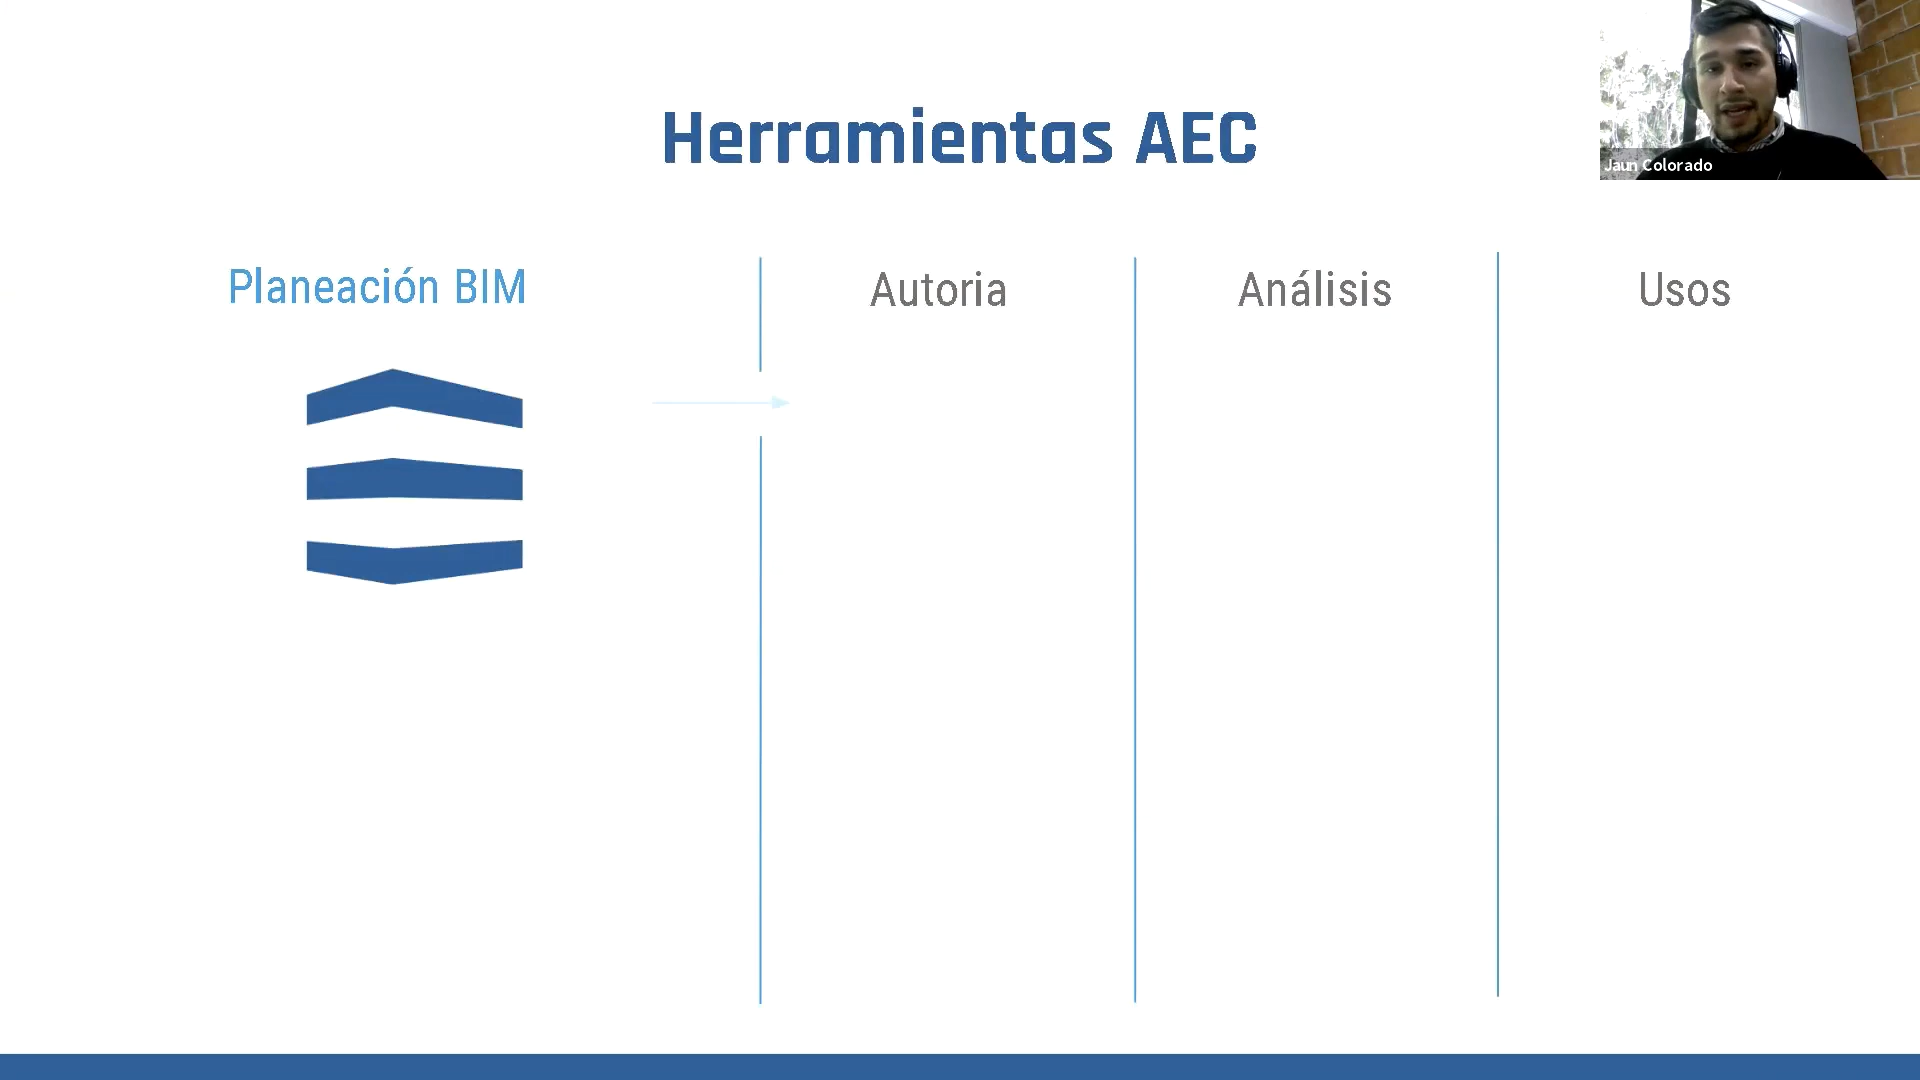 Herramientas AEC
Jaun Colorado
Planeación BIM
Autoria
Análisis
Usos